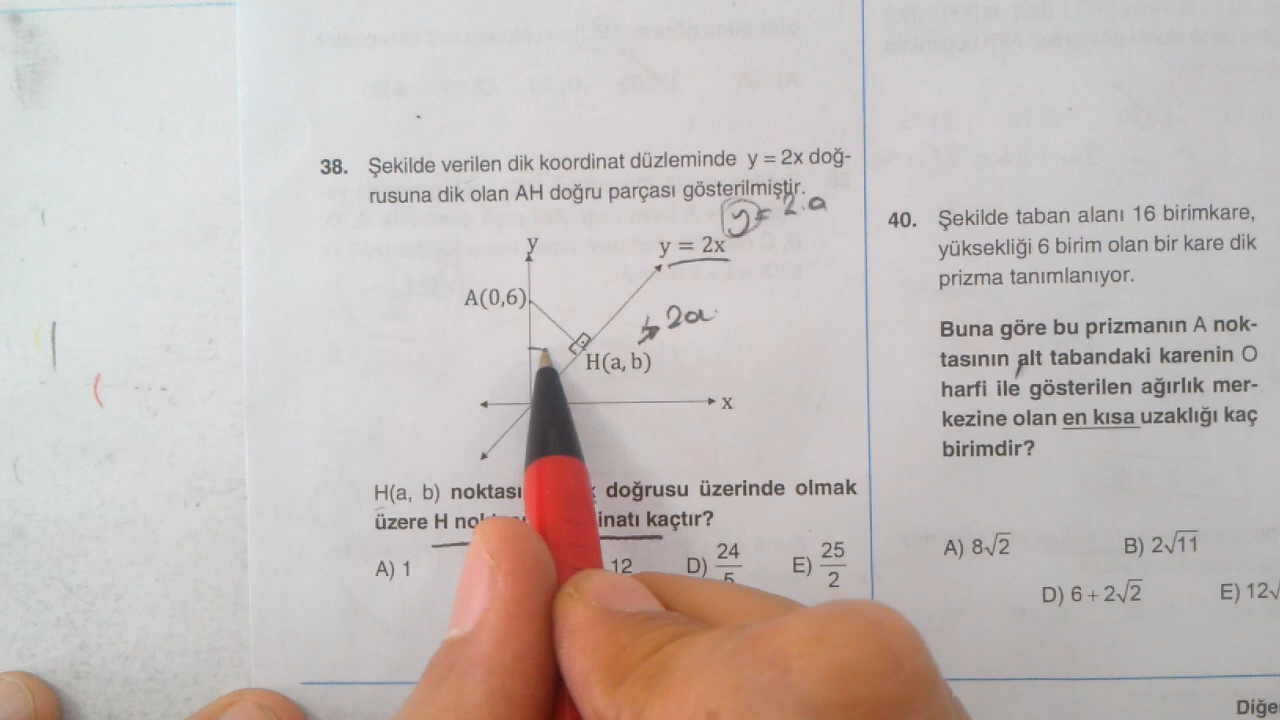 38. Şekilde verilen dik koordinat düzleminde y = 2x doğ-
rusuna dik olan AH doğru parçası gösterilmiştir.
y = 2.a
y
y = 2x
A(0,6)
2a
H(a, b)
x
H(a, b) noktası doğrusu üzerinde olmak
üzere H kaçtır?
A) 1 12 D) 24/5 E) 25/2
40. Şekilde taban alanı 16 birimkare,
yüksekliği 6 birim olan bir kare dik
prizma tanımlanıyor.
Buna göre bu prizmanın A nok-
tasının alt tabandaki karenin O
harfi ile gösterilen ağırlık mer-
kezine olan en kısa uzaklığı kaç
birimdir?
A) 8√2 B) 2√11
D) 6 + 2√2 E) 12√
Diğe